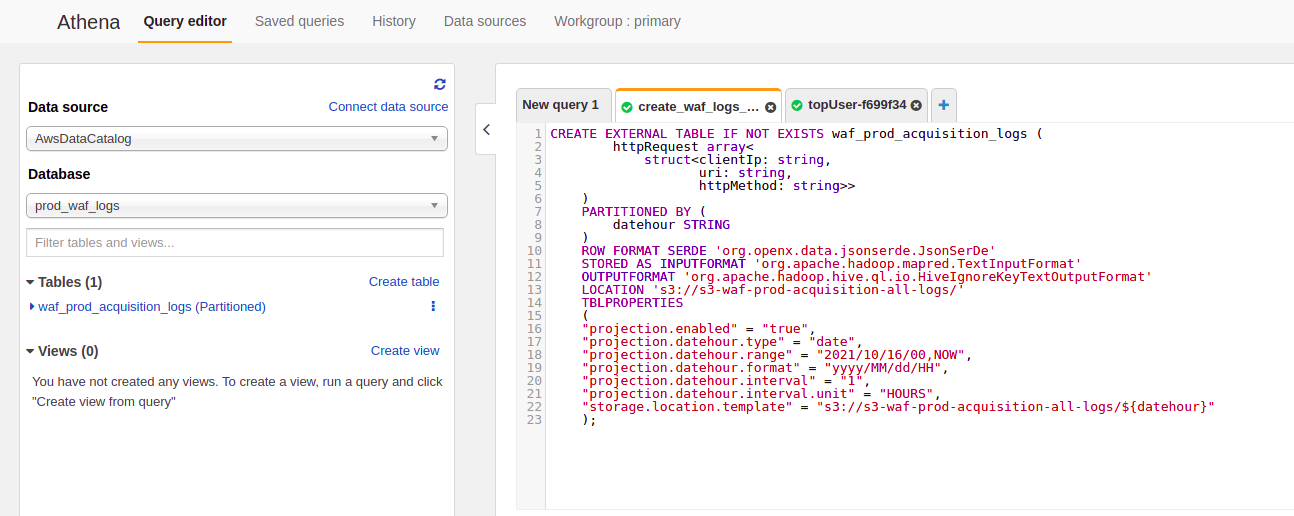 Athena Query editor Saved queries History Data sources Workgroup : primary
Data source Connect data source
AwsDataCatalog
Database
prod_waf_logs
Filter tables and views...
Tables (1) Create table
waf_prod_acquisition_logs (Partitioned)
Views (0) Create view
You have not created any views. To create a view, run a query and click
"Create view from query"
New query 1 create_waf_logs_... topUser-f699f34 +
1 CREATE EXTERNAL TABLE IF NOT EXISTS waf_prod_acquisition_logs (
2 httpRequest array<
3 struct<clientIp: string,
4 uri: string,
5 httpMethod: string>>
6 )
7 PARTITIONED BY (
8 datehour STRING
9 )
10 ROW FORMAT SERDE 'org.openx.data.jsonserde.JsonSerDe'
11 STORED AS INPUTFORMAT 'org.apache.hadoop.mapred.TextInputFormat'
12 OUTPUTFORMAT 'org.apache.hadoop.hive.ql.io.HiveIgnoreKeyTextOutputFormat'
13 LOCATION 's3://s3-waf-prod-acquisition-all-logs/'
14 TBLPROPERTIES
15 (
16 "projection.enabled" = "true",
17 "projection.datehour.type" = "date",
18 "projection.datehour.range" = "2021/10/16/00,NOW",
19 "projection.datehour.format" = "yyyy/MM/dd/HH",
20 "projection.datehour.interval" = "1",
21 "projection.datehour.interval.unit" = "HOURS",
22 "storage.location.template" = "s3://s3-waf-prod-acquisition-all-logs/${datehour}"
23 );